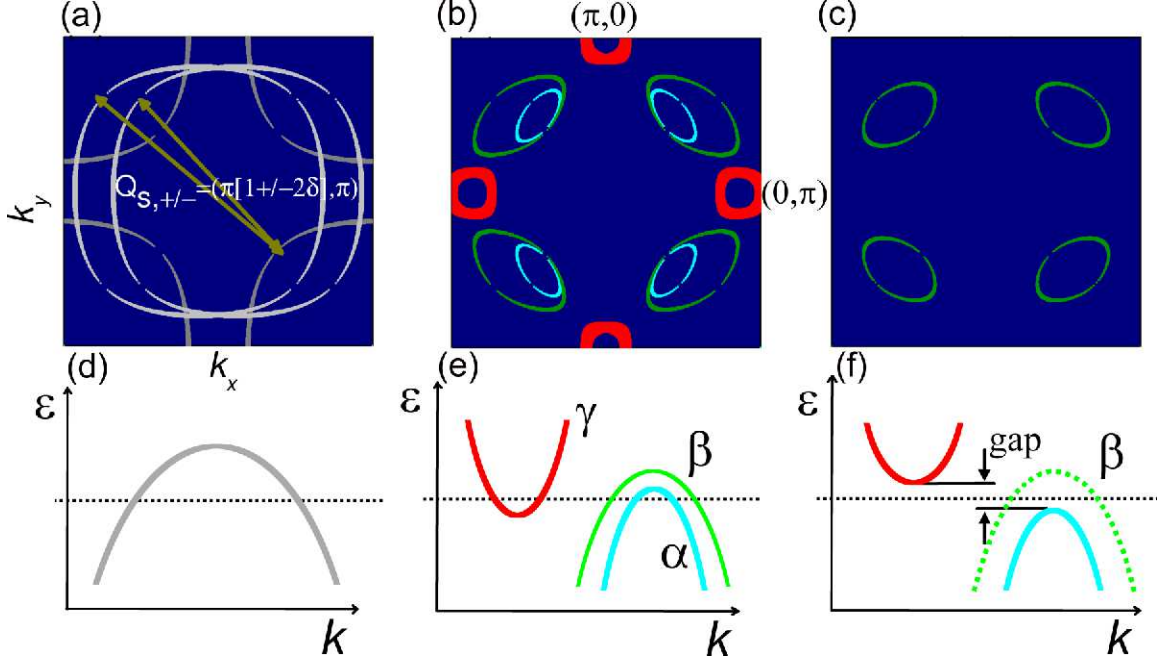 (a)
(b)
(π,0)
(c)
Q_{S,+/-}=(π[1+/-2δ],π)
(0,π)
k_y
k_x
(d)
(e)
(f)
ε
k
ε
γ
β
α
k
ε
gap
β
k